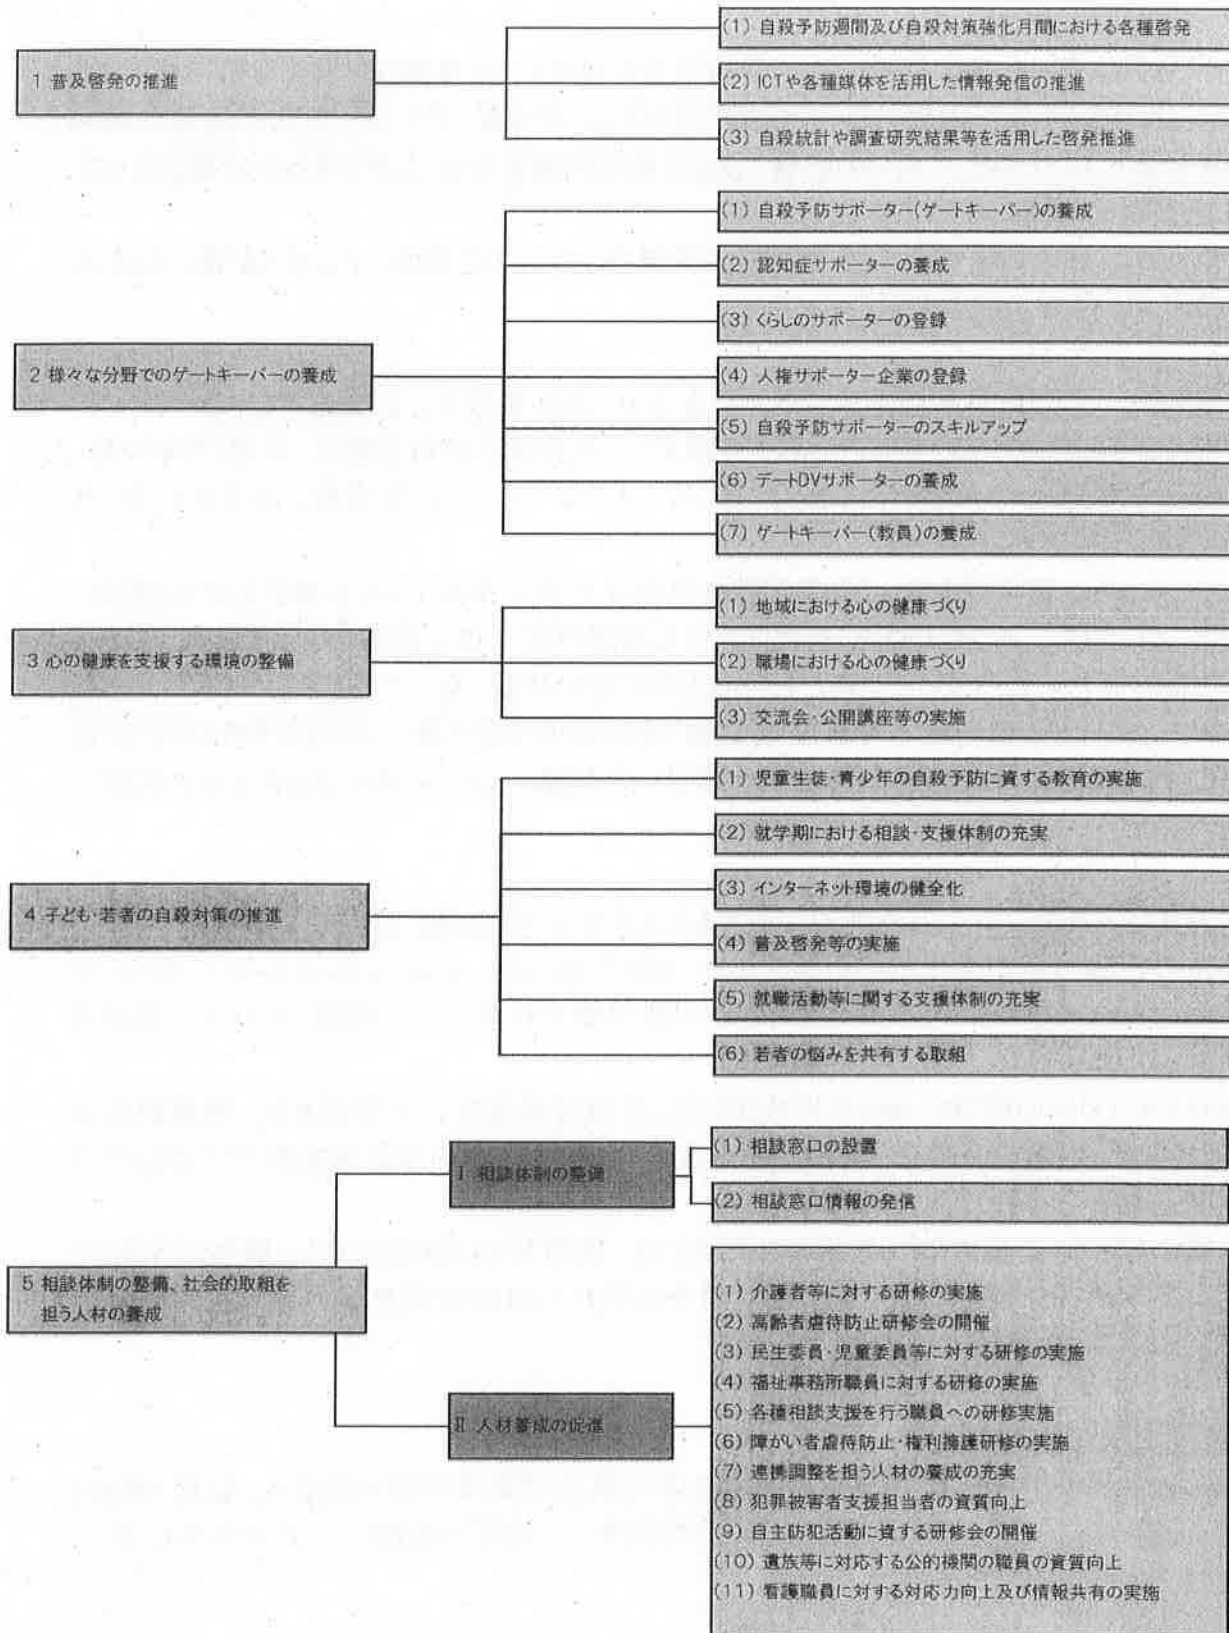 1 普及啓発の推進
(1) 自殺予防週間及び自殺対策強化月間における各種啓発
(2) ICTや各種媒体を活用した情報発信の推進
(3) 自殺統計や調査研究結果等を活用した啓発推進
2 様々な分野でのゲートキーパーの養成
(1) 自殺予防サポーター(ゲートキーパー)の養成
(2) 認知症サポーターの養成
(3) くらしのサポーターの登録
(4) 人権サポーター企業の登録
(5) 自殺予防サポーターのスキルアップ
(6) デートDVサポーターの養成
(7) ゲートキーパー(教員)の養成
3 心の健康を支援する環境の整備
(1) 地域における心の健康づくり
(2) 職場における心の健康づくり
(3) 交流会・公開講座等の実施
4 子ども・若者の自殺対策の推進
(1) 児童生徒・青少年の自殺予防に資する教育の実施
(2) 就学期における相談・支援体制の充実
(3) インターネット環境の健全化
(4) 普及啓発等の実施
(5) 就職活動等に関する支援体制の充実
(6) 若者の悩みを共有する取組
5 相談体制の整備、社会的取組を
担う人材の養成
Ⅰ 相談体制の整備
(1) 相談窓口の設置
(2) 相談窓口情報の発信
Ⅱ 人材養成の促進
(1) 介護者等に対する研修の実施
(2) 高齢者虐待防止研修会の開催
(3) 民生委員・児童委員等に対する研修の実施
(4) 福祉事務所職員に対する研修の実施
(5) 各種相談支援を行う職員への研修実施
(6) 障がい者虐待防止・権利擁護研修の実施
(7) 連携調整を担う人材の養成の充実
(8) 犯罪被害者支援担当者の資質向上
(9) 自主防犯活動に資する研修会の開催
(10) 遺族等に対応する公的機関の職員の資質向上
(11) 看護職員に対する対応力向上及び情報共有の実施